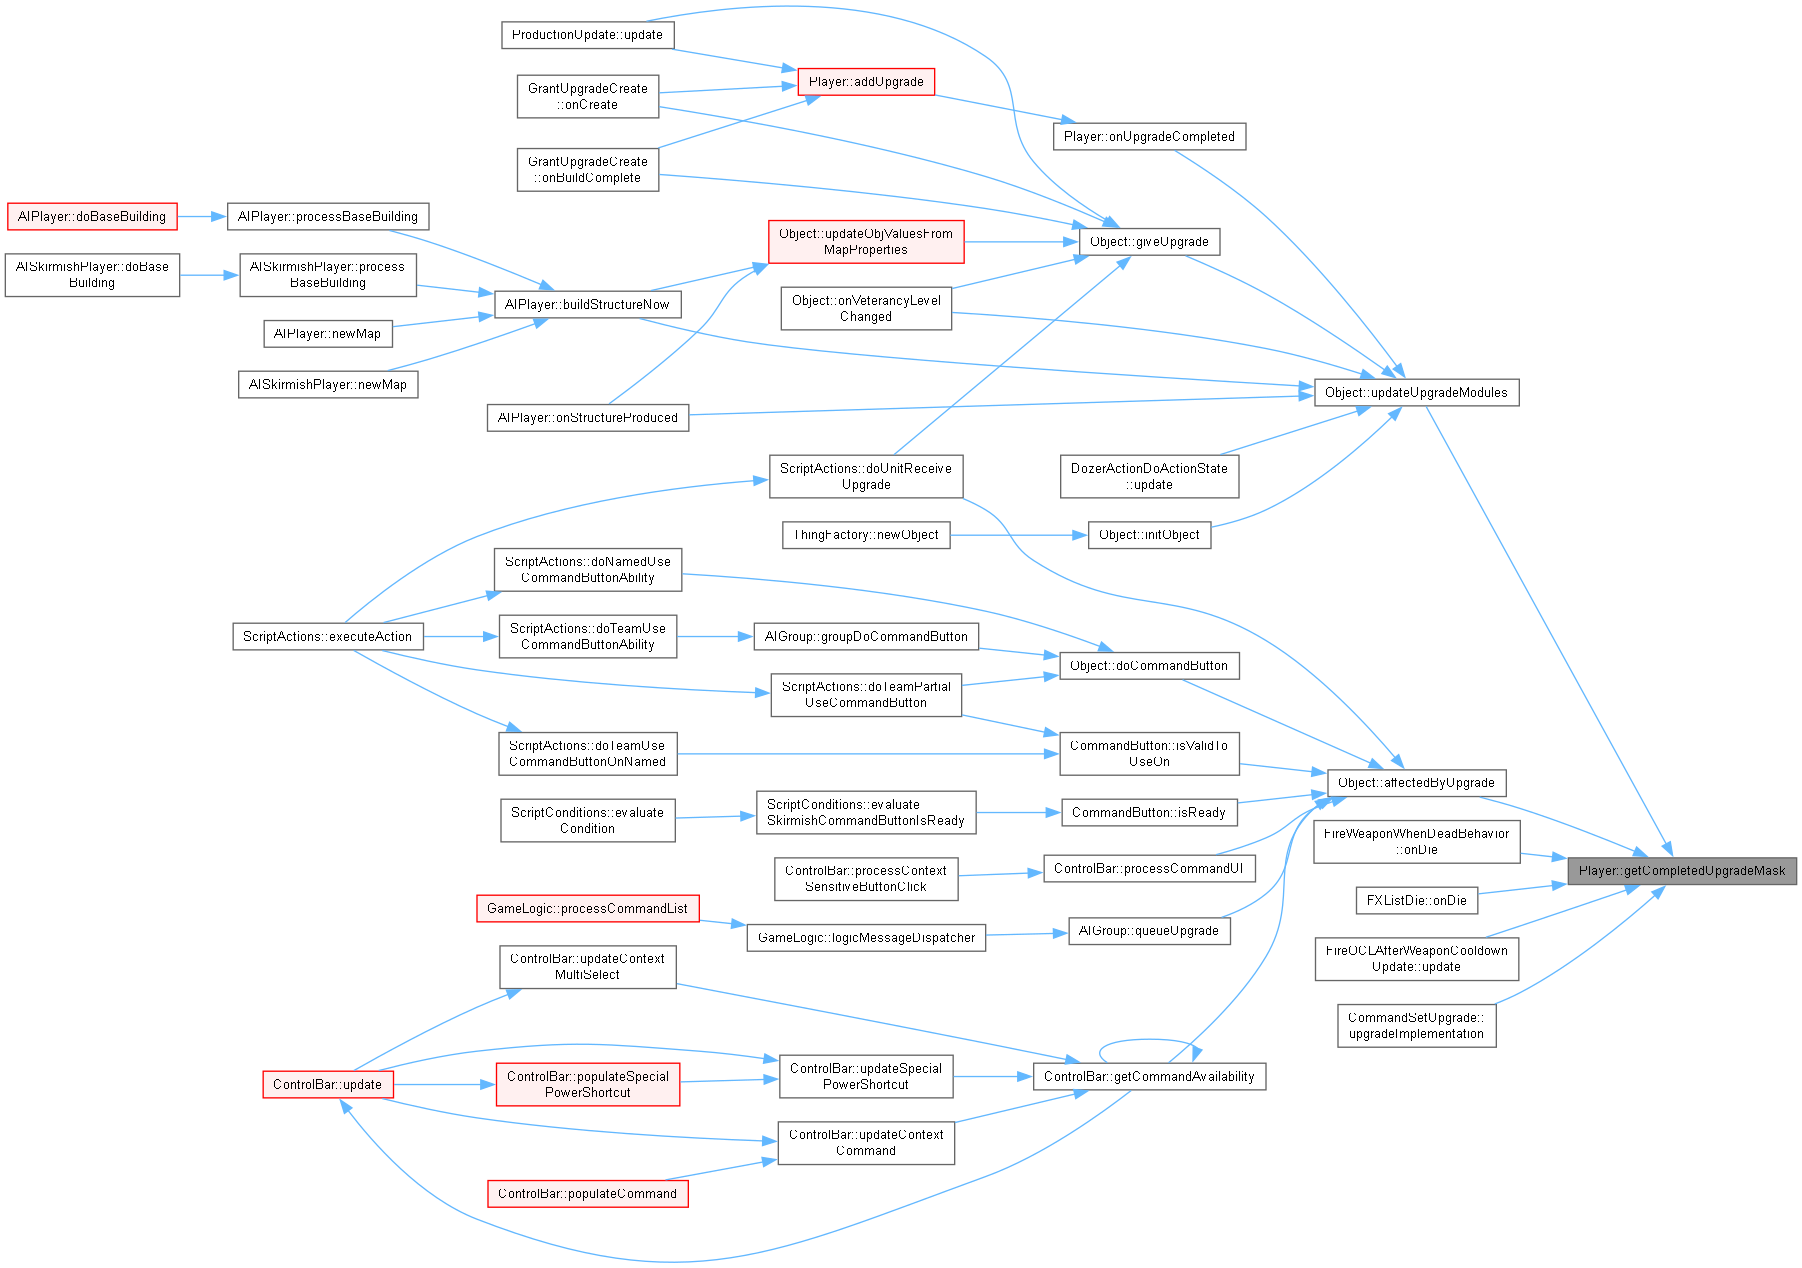 ProductionUpdate::update
Player::addUpgrade
GrantUpgradeCreate
::onCreate
Player::onUpgradeCompleted
GrantUpgradeCreate
::onBuildComplete
AIPlayer::doBaseBuilding
AIPlayer::processBaseBuilding
Object::updateObjValuesFrom
MapProperties
Object::giveUpgrade
AISkirmishPlayer::doBase
Building
AISkirmishPlayer::process
BaseBuilding
AIPlayer::buildStructureNow
Object::onVeterancyLevel
Changed
AIPlayer::newMap
AISkirmishPlayer::newMap
Object::updateUpgradeModules
AIPlayer::onStructureProduced
ScriptActions::doUnitReceive
Upgrade
DozerActionDoActionState
::update
ThingFactory::newObject
Object::initObject
ScriptActions::doNamedUse
CommandButtonAbility
ScriptActions::executeAction
ScriptActions::doTeamUse
CommandButtonAbility
AIGroup::groupDoCommandButton
Object::doCommandButton
ScriptActions::doTeamPartial
UseCommandButton
ScriptActions::doTeamUse
CommandButtonOnNamed
CommandButton::isValidTo
UseOn
Object::affectedByUpgrade
ScriptConditions::evaluate
Condition
ScriptConditions::evaluate
SkirmishCommandButtonIsReady
CommandButton::isReady
FireWeaponWhenDeadBehavior
::onDie
ControlBar::processContext
SensitiveButtonClick
ControlBar::processCommandUI
Player::getCompletedUpgradeMask
FXListDie::onDie
GameLogic::processCommandList
GameLogic::logicMessageDispatcher
AIGroup::queueUpgrade
FireOCLAfterWeaponCooldown
Update::update
ControlBar::updateContext
MultiSelect
CommandSetUpgrade::
upgradeImplementation
ControlBar::update
ControlBar::populateSpecial
PowerShortcut
ControlBar::updateSpecial
PowerShortcut
ControlBar::getCommandAvailability
ControlBar::updateContext
Command
ControlBar::populateCommand